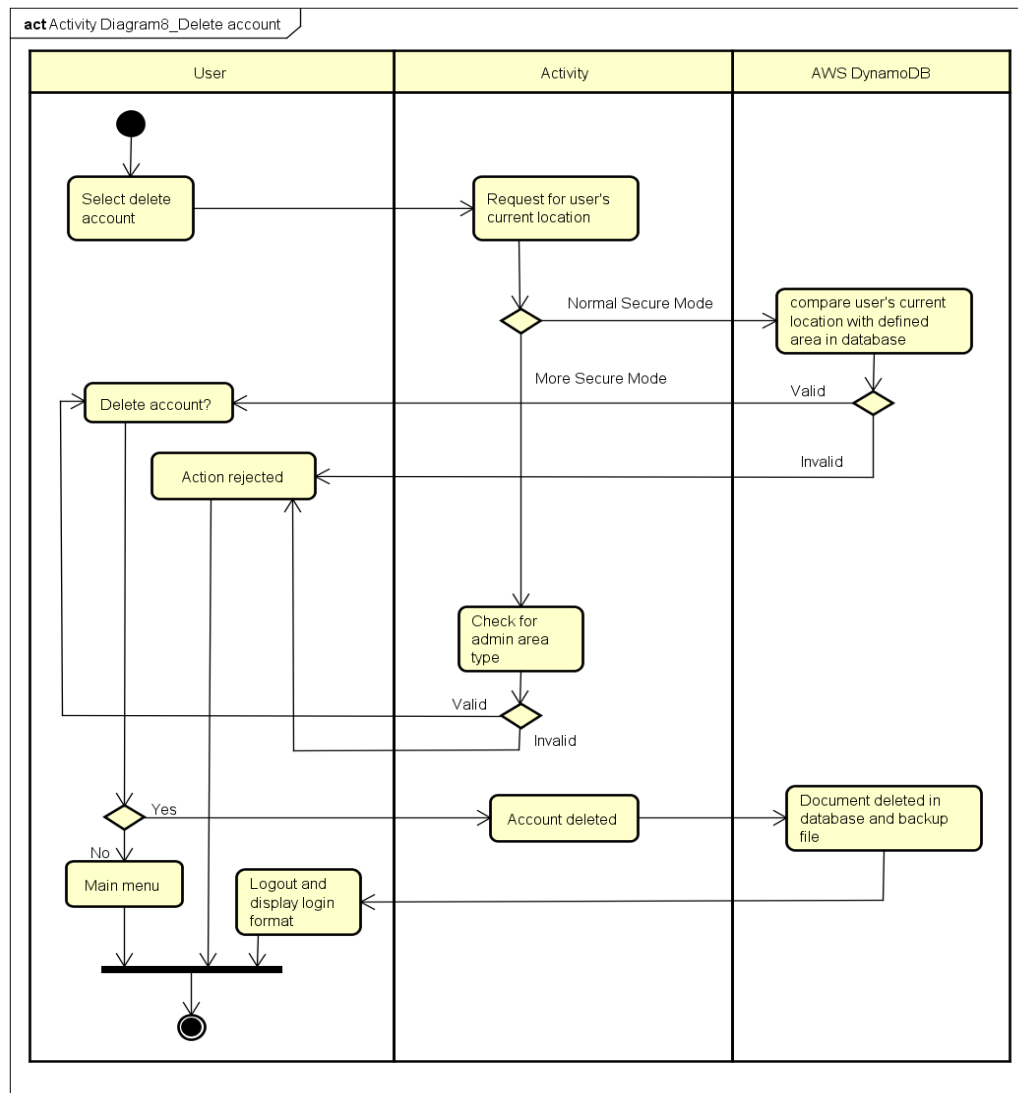 act Activity Diagram8_Delete account
User
Activity
AWS DynamoDB
Select delete
account
Request for user's
current location
Normal Secure Mode
compare user's current
location with defined
area in database
More Secure Mode
Valid
Delete account?
Invalid
Action rejected
Check for
admin area
type
Valid
Invalid
Yes
Account deleted
Document deleted in
database and backup
file
No
Main menu
Logout and
display login
format